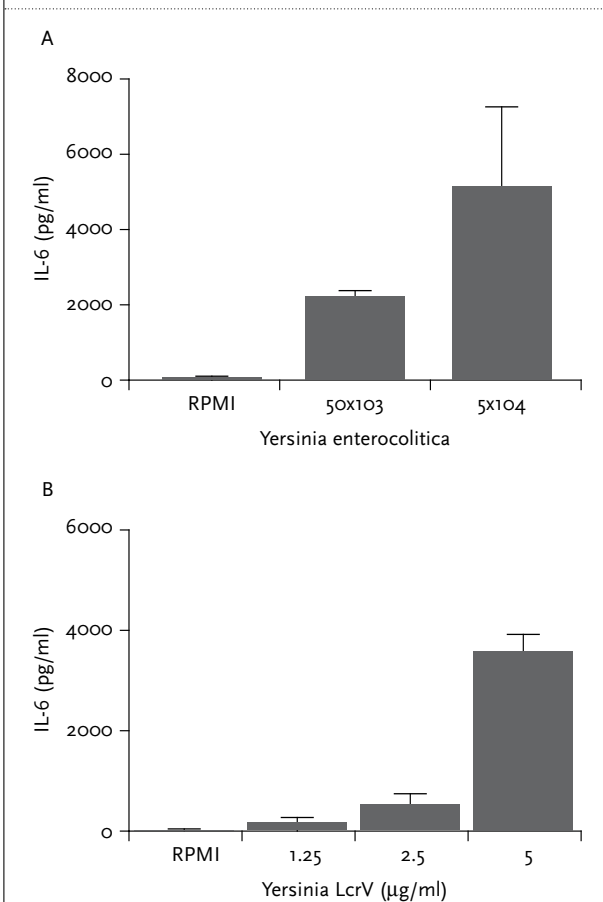 A
8000
6000
4000
2000
0
IL-6 (pg/ml)
RPMI 50x103 5x104
Yersinia enterocolitica
B
6000
4000
2000
0
IL-6 (pg/ml)
RPMI 1.25 2.5 5
Yersinia LcrV (µg/ml)